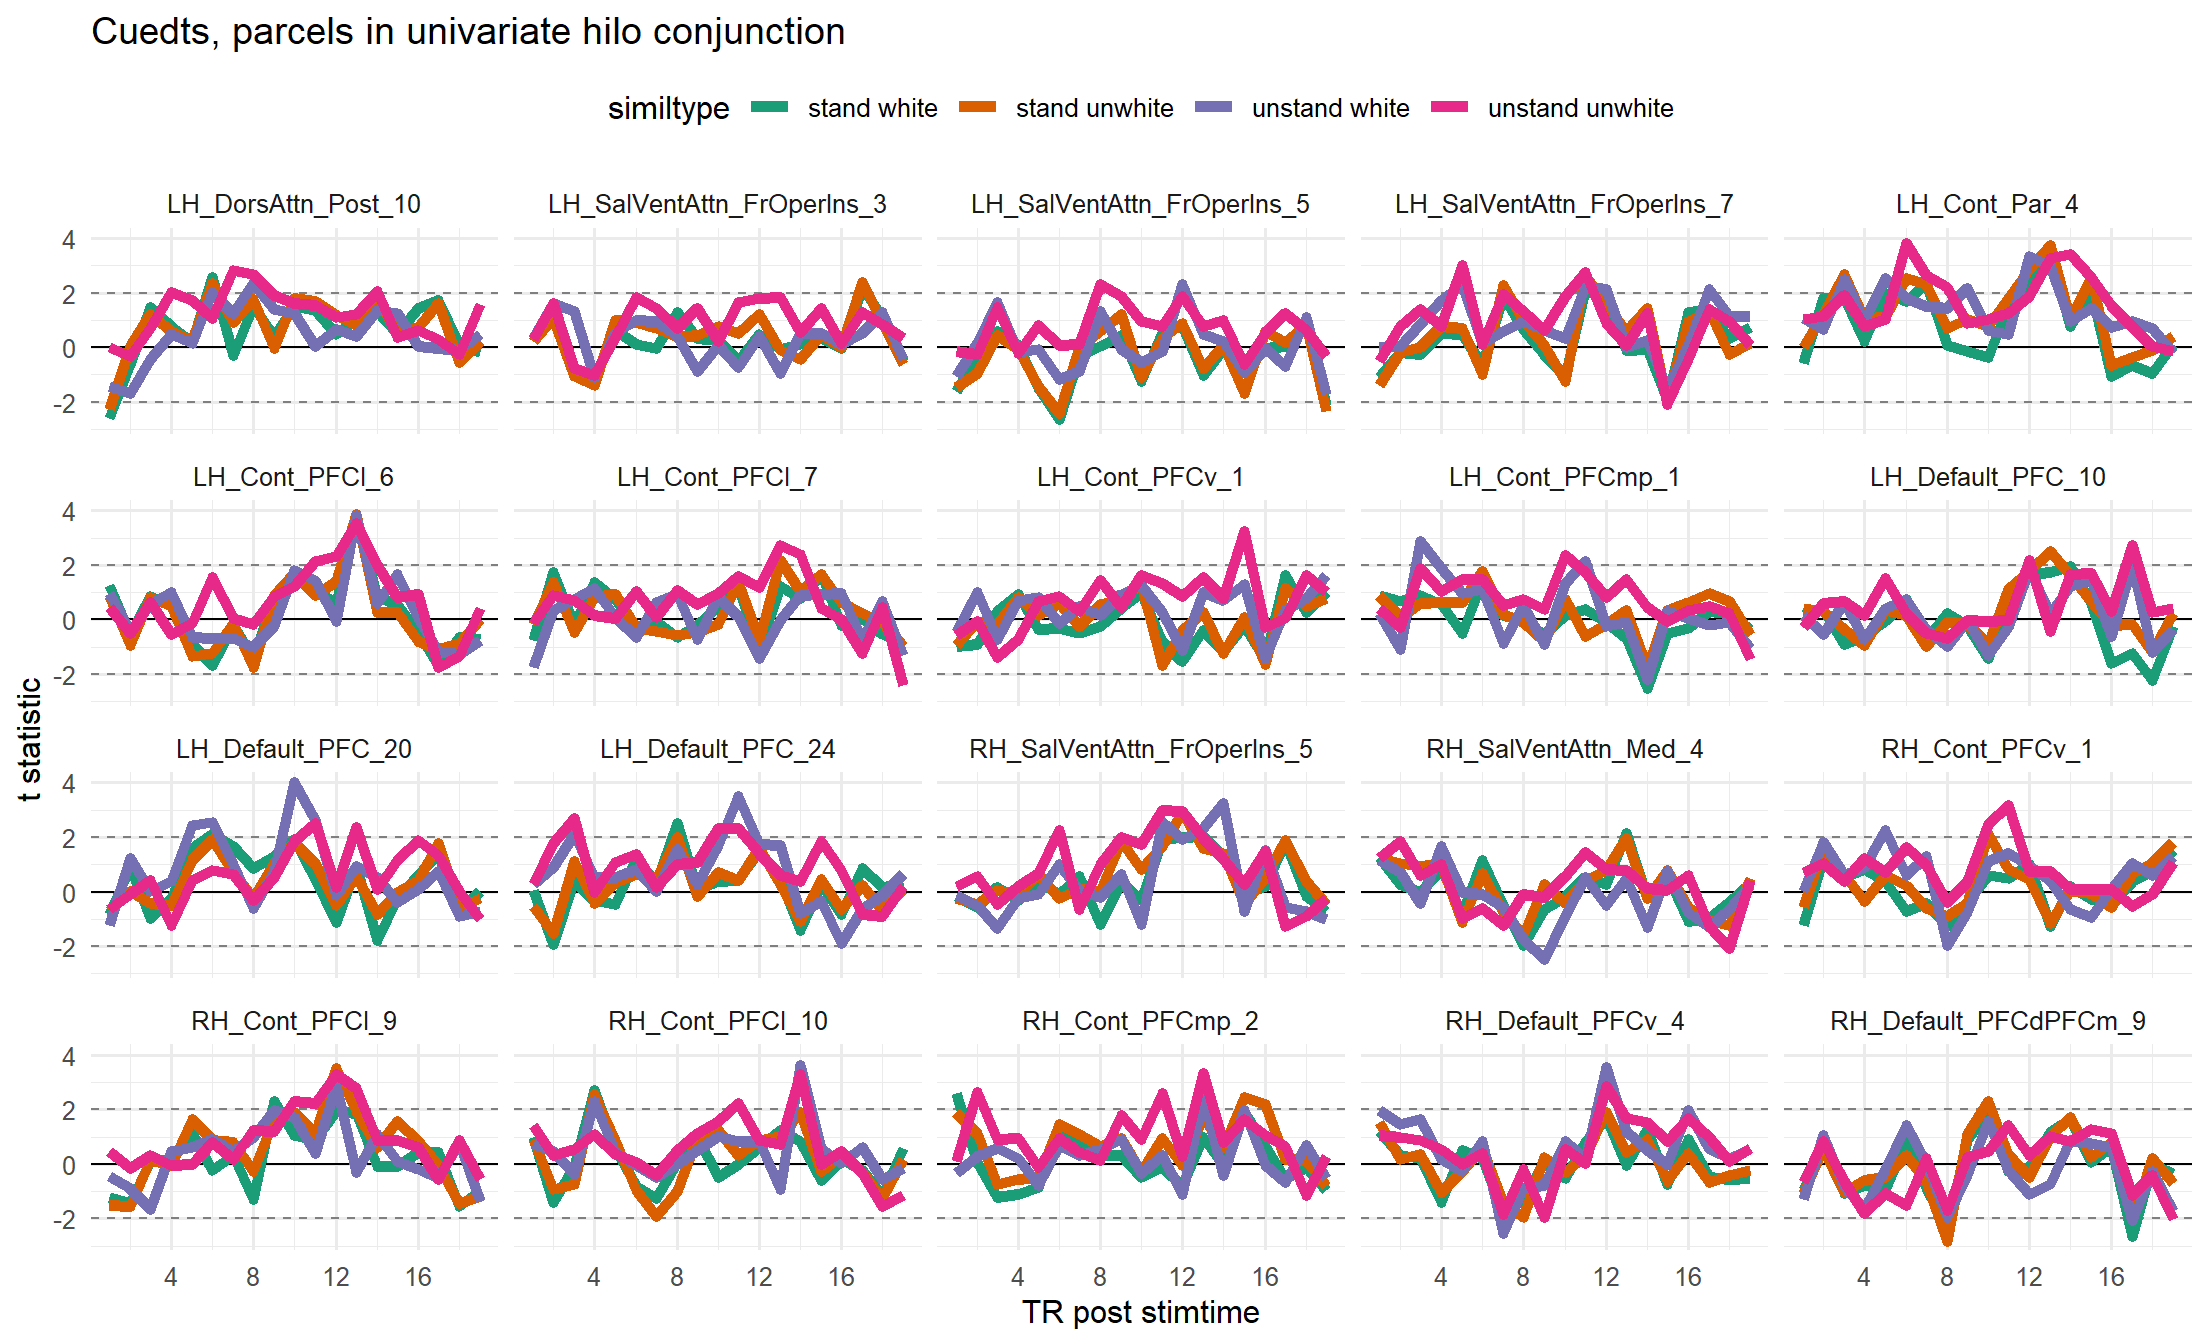 Cuedts, parcels in univariate hilo conjunction
similtype stand white stand unwhite unstand white unstand unwhite
LH_DorsAttn_Post_10 LH_SalVentAttn_FrOperIns_3 LH_SalVentAttn_FrOperIns_5 LH_SalVentAttn_FrOperIns_7 LH_Cont_Par_4
4
2
0
-2
LH_Cont_PFCl_6 LH_Cont_PFCl_7 LH_Cont_PFCv_1 LH_Cont_PFCmp_1 LH_Default_PFC_10
4
2
0
-2
t statistic
LH_Default_PFC_20 LH_Default_PFC_24 RH_SalVentAttn_FrOperIns_5 RH_SalVentAttn_Med_4 RH_Cont_PFCv_1
4
2
0
-2
RH_Cont_PFCl_9 RH_Cont_PFCl_10 RH_Cont_PFCmp_2 RH_Default_PFCv_4 RH_Default_PFCdPFCm_9
4
2
0
-2
4 8 12 16 4 8 12 16 4 8 12 16 4 8 12 16 4 8 12 16
TR post stimtime